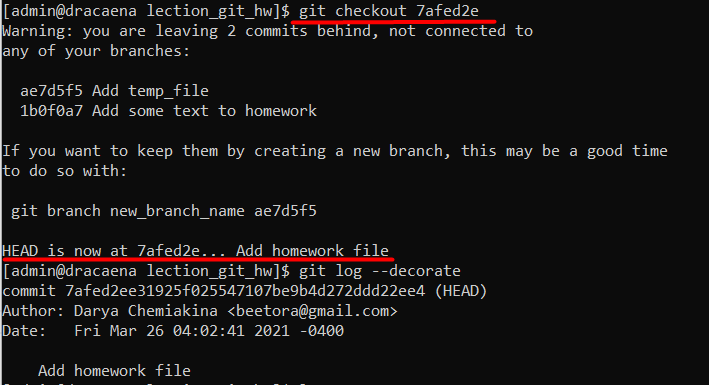 [admin@dracaena lection_git_hw]$ git checkout 7afed2e
Warning: you are leaving 2 commits behind, not connected to
any of your branches:
ae7d5f5 Add temp_file
1b0f0a7 Add some text to homework
If you want to keep them by creating a new branch, this may be a good time
to do so with:
git branch new_branch_name ae7d5f5
HEAD is now at 7afed2e... Add homework file
[admin@dracaena lection_git_hw]$ git log --decorate
commit 7afed2ee31925f025547107be9b4d272ddd22ee4 (HEAD)
Author: Darya Chemiakina <beetora@gmail.com>
Date:   Fri Mar 26 04:02:41 2021 -0400
Add homework file